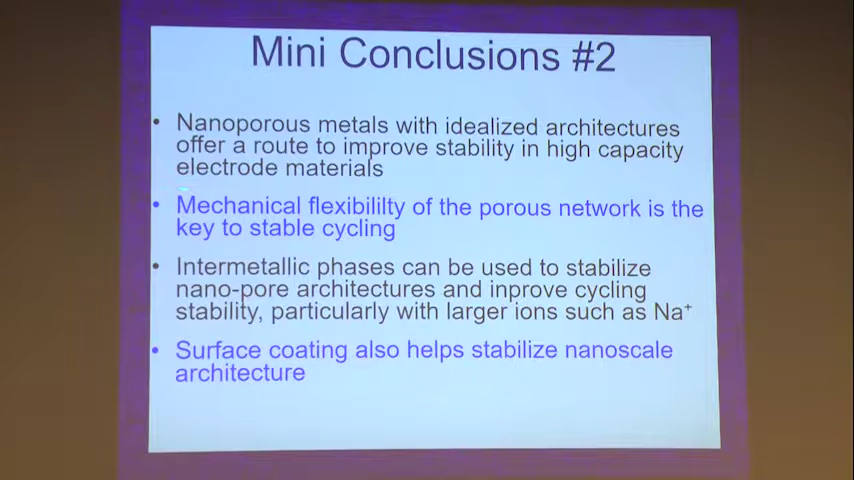 Mini Conclusions #2
• Nanoporous metals with idealized architectures
offer a route to improve stability in high capacity
electrode materials
• Mechanical flexibililty of the porous network is the
key to stable cycling
• Intermetallic phases can be used to stabilize
nano-pore architectures and inprove cycling
stability, particularly with larger ions such as Na⁺
• Surface coating also helps stabilize nanoscale
architecture